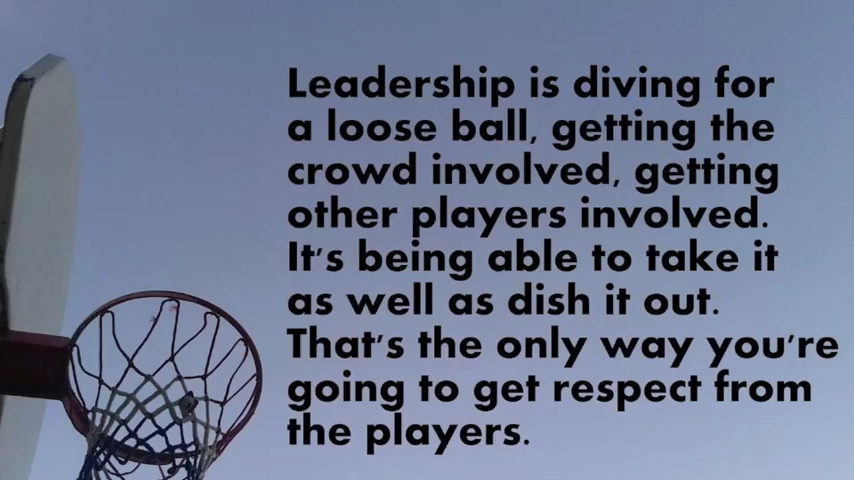 Leadership is diving for
a loose ball, getting the
crowd involved, getting
other players involved.
It's being able to take it
as well as dish it out.
That's the only way you're
going to get respect from
the players.